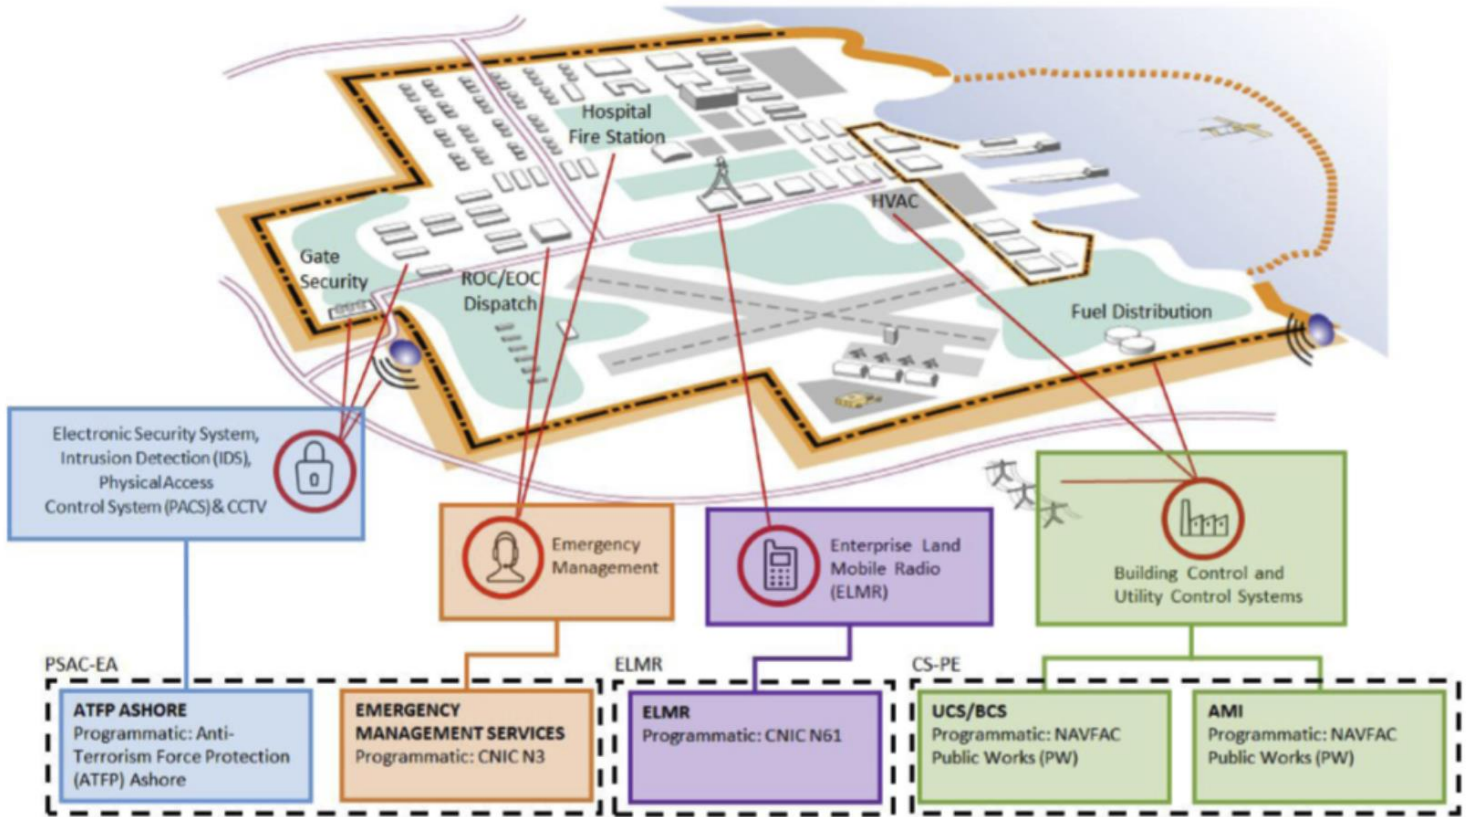 Hospital
Fire Station
HVAC
Gate
Security
ROC/EOC
Dispatch
Fuel Distribution
Electronic Security System,
Intrusion Detection (IDS),
Physical Access
Control System (PACS) & CCTV
Emergency
Management
Enterprise Land
Mobile Radio
(ELMR)
Building Control and
Utility Control Systems
PSAC-EA
ATFP ASHORE
Programmatic: Anti-
Terrorism Force Protection
(ATFP) Ashore
EMERGENCY
MANAGEMENT SERVICES
Programmatic: CNIC N3
ELMR
ELMR
Programmatic: CNIC N61
CS-PE
UCS/BCS
Programmatic: NAVFAC
Public Works (PW)
AMI
Programmatic: NAVFAC
Public Works (PW)